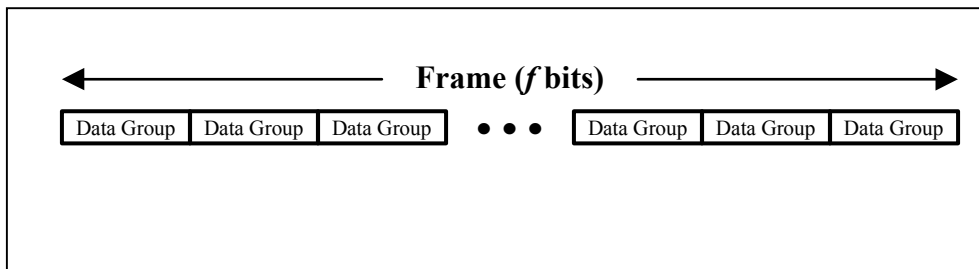 Frame (f bits)
Data Group Data Group Data Group • • • Data Group Data Group Data Group